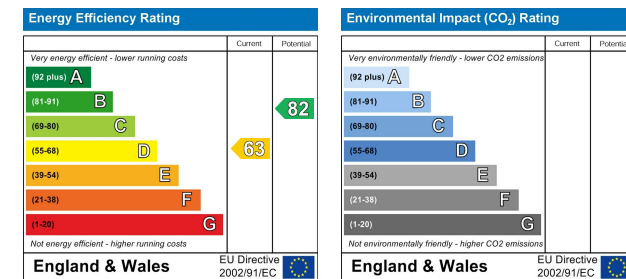 Energy Efficiency Rating
Current Potential
Very energy efficient - lower running costs
(92 plus) A
(81-91) B
(69-80) C
(55-68) D
(39-54) E
(21-38) F
(1-20) G
63
82
Not energy efficient - higher running costs
England & Wales
EU Directive
2002/91/EC
Environmental Impact (CO2) Rating
Current Potential
Very environmentally friendly - lower CO2 emissions
(92 plus) A
(81-91) B
(69-80) C
(55-68) D
(39-54) E
(21-38) F
(1-20) G
Not environmentally friendly - higher CO2 emissions
England & Wales
EU Directive
2002/91/EC